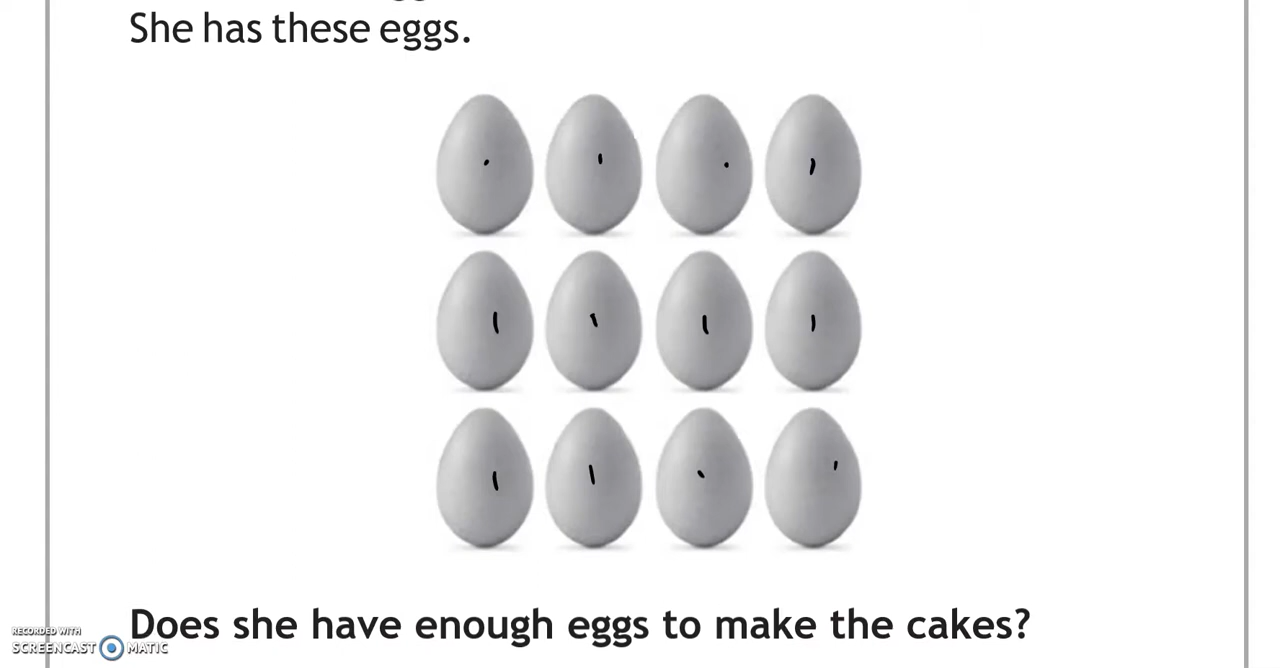 She has these eggs.
Does she have enough eggs to make the cakes?
RECORDED WITH
SCREENCAST MATIC